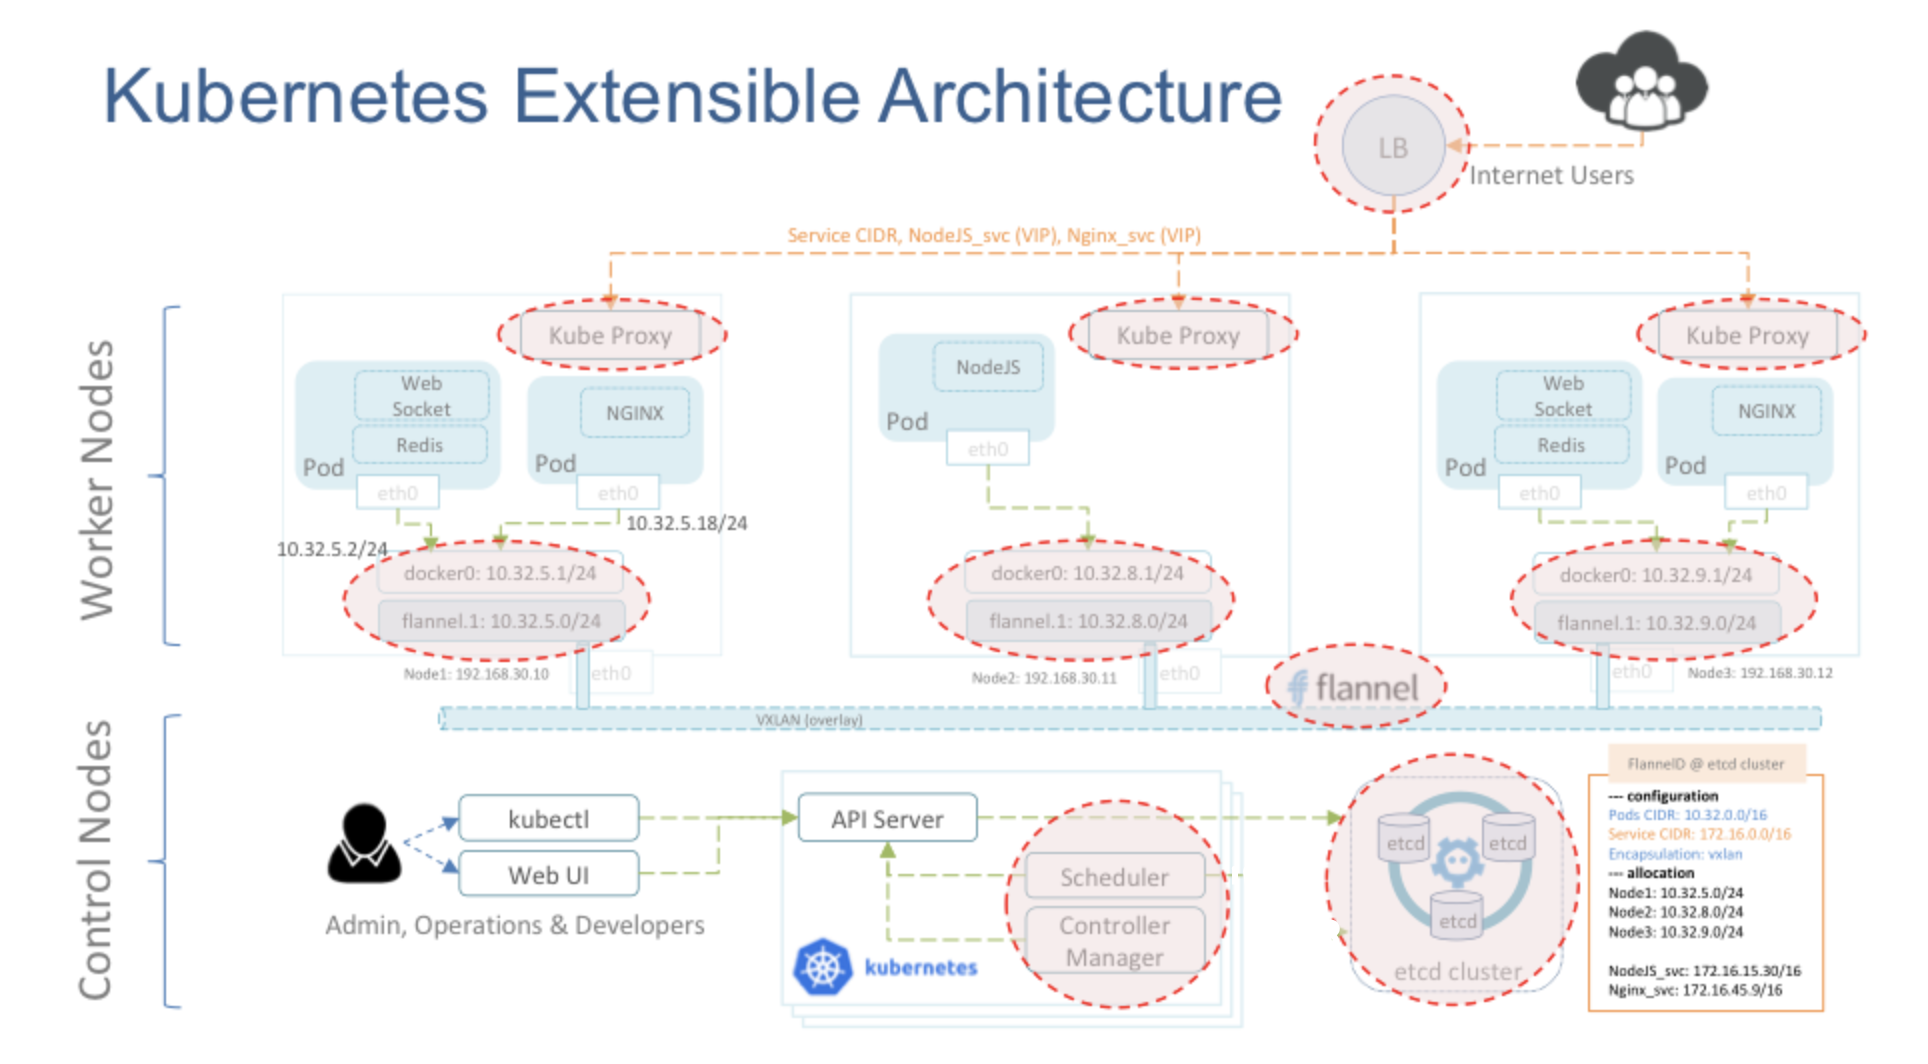 Kubernetes Extensible Architecture
LB
Internet Users
Service CIDR, NodeJS_svc (VIP), Nginx_svc (VIP)
Worker Nodes
Kube Proxy
Web
Socket
Redis
Pod
eth0
NGINX
Pod
eth0
10.32.5.18/24
10.32.5.2/24
docker0: 10.32.5.1/24
flannel.1: 10.32.5.0/24
Node1: 192.168.30.10
eth0
Kube Proxy
NodeJS
Pod
eth0
docker0: 10.32.8.1/24
flannel.1: 10.32.8.0/24
Node2: 192.168.30.11
eth0
Kube Proxy
Web
Socket
Redis
Pod
eth0
NGINX
Pod
eth0
docker0: 10.32.9.1/24
flannel.1: 10.32.9.0/24
eth0
Node3: 192.168.30.12
flannel
VXLAN (overlay)
Control Nodes
kubectl
Web UI
Admin, Operations & Developers
API Server
Scheduler
Controller
Manager
kubernetes
etcd
etcd
etcd
etcd cluster
FlannelD @ etcd cluster
--- configuration
Pods CIDR: 10.32.0.0/16
Service CIDR: 172.16.0.0/16
Encapsulation: vxlan
--- allocation
Node1: 10.32.5.0/24
Node2: 10.32.8.0/24
Node3: 10.32.9.0/24
NodeJS_svc: 172.16.15.30/16
Nginx_svc: 172.16.45.9/16